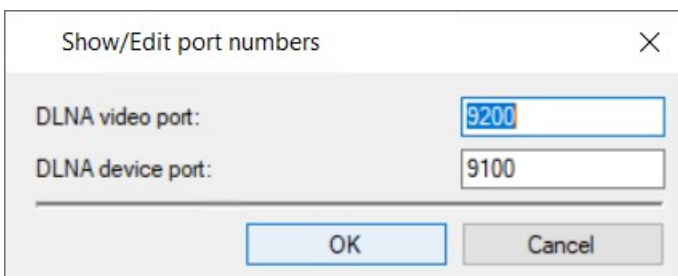 Show/Edit port numbers
DLNA video port: 9200
DLNA device port: 9100
OK Cancel